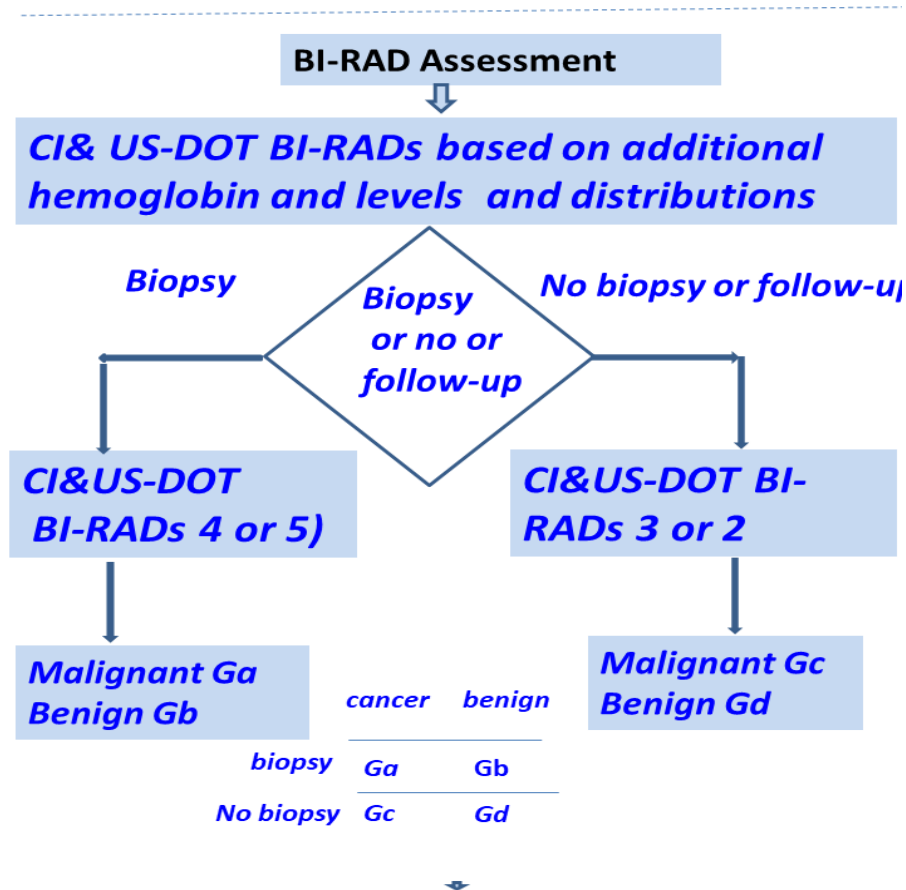 BI-RAD Assessment
CI& US-DOT BI-RADs based on additional
hemoglobin and levels and distributions
Biopsy
No biopsy or follow-up
Biopsy
or no or
follow-up
CI&US-DOT
BI-RADs 4 or 5)
CI&US-DOT BI-
RADs 3 or 2
Malignant Ga
Benign Gb
Malignant Gc
Benign Gd
cancer benign
biopsy Ga Gb
No biopsy Gc Gd